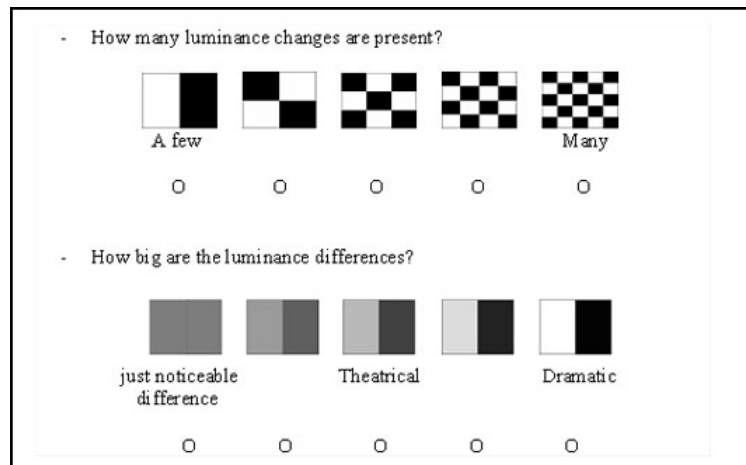 - How many luminance changes are present?
A few Many
- How big are the luminance differences?
just noticeable difference Theatrical Dramatic